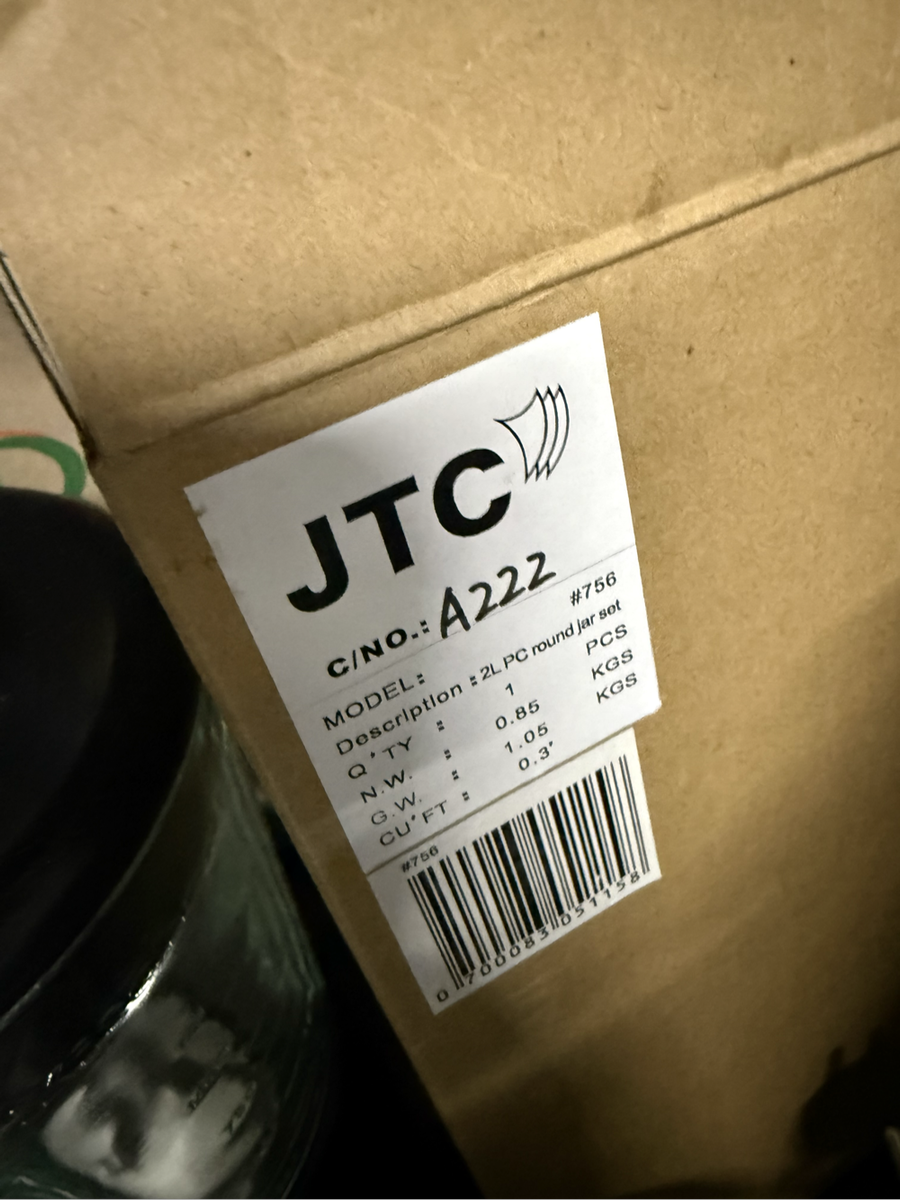 JTC
C/NO.: A222
MODEL: #756
Description : 2L PC round jar set
Q'TY : 1 PCS
N.W. : 0.85 KGS
G.W. : 1.05 KGS
CU'FT : 0.3'
#756
0 700083 051158